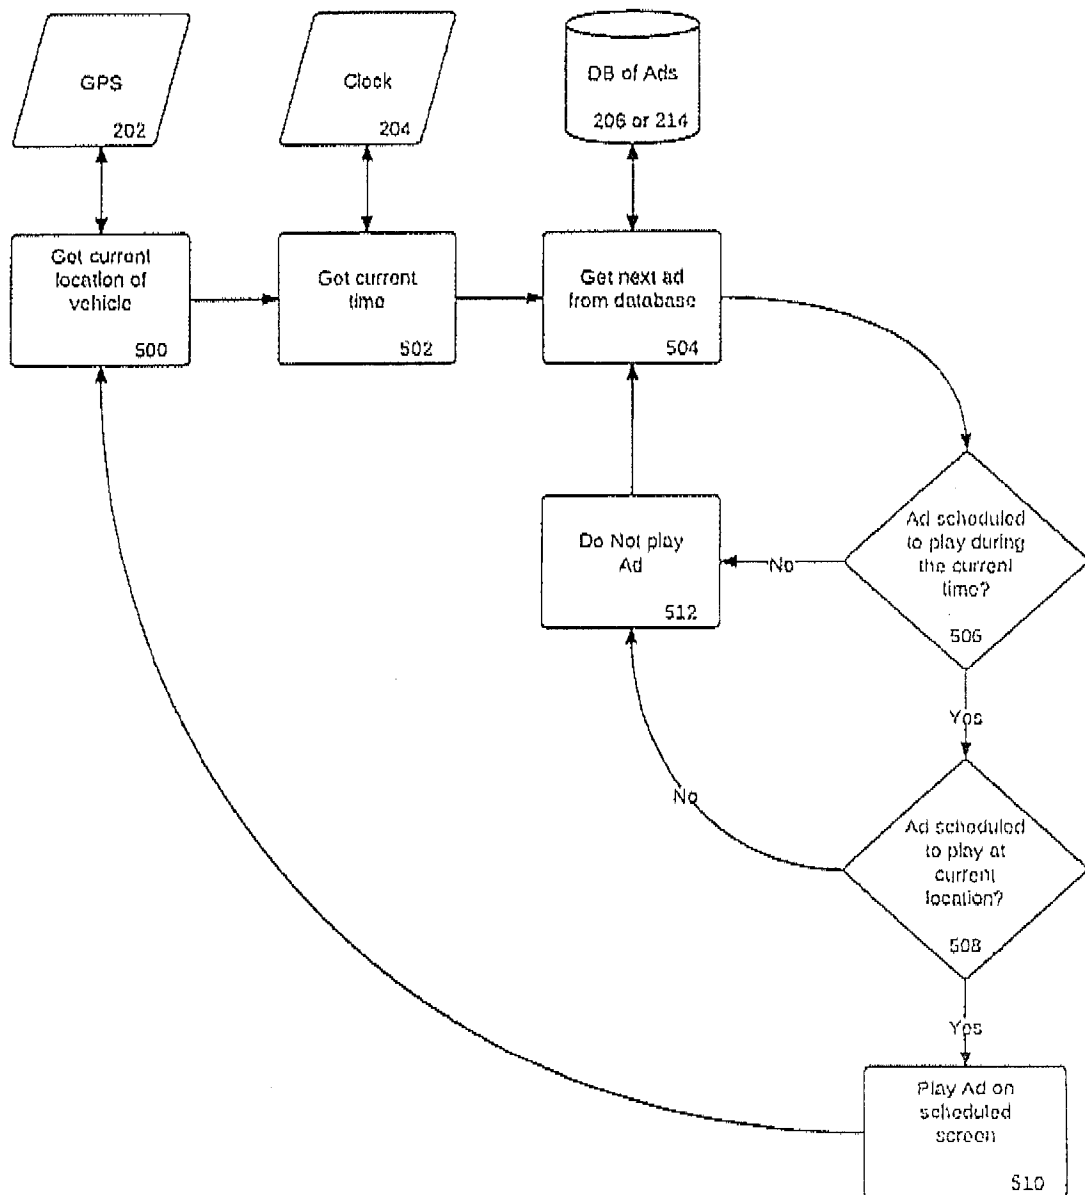 GPS
202
Clock
204
DB of Ads
206 or 214
Get current
location of
vehicle
500
Get current
time
502
Get next ad
from database
504
Ad scheduled
to play during
the current
time?
506
Do Not play
Ad
512
No
Yes
No
Ad scheduled
to play at
current
location?
508
Yes
Play Ad on
scheduled
screen
510